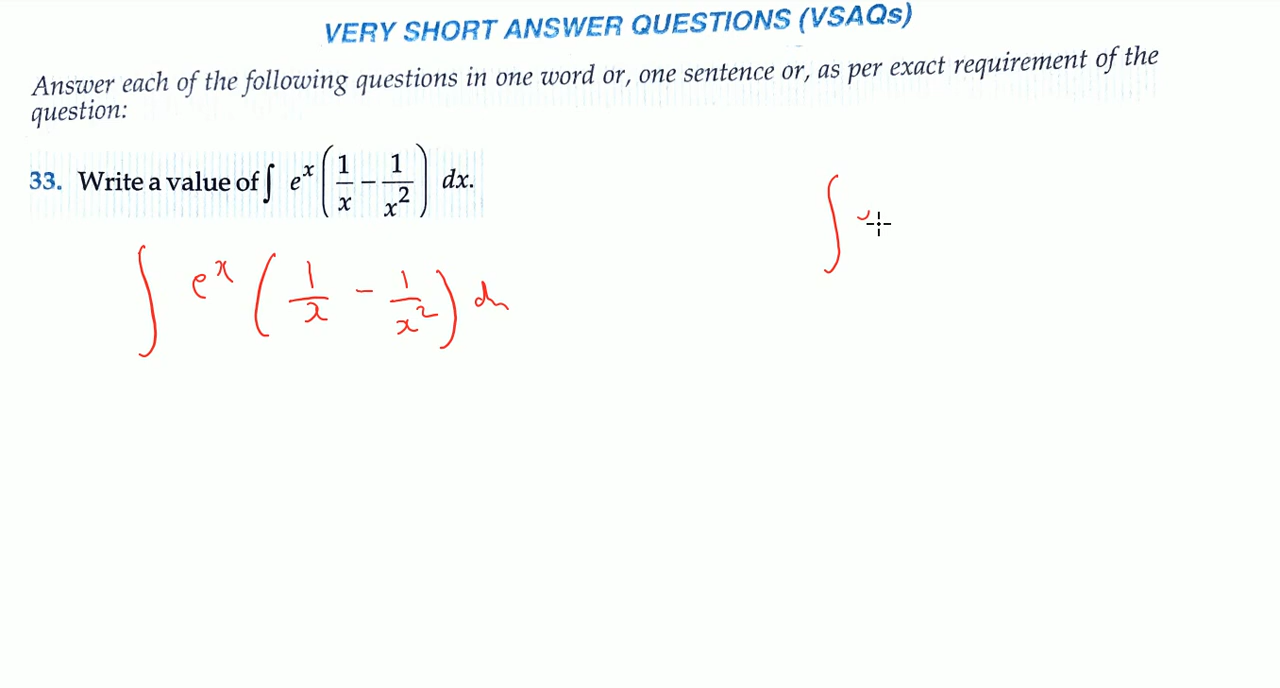 VERY SHORT ANSWER QUESTIONS (VSAQs)
Answer each of the following questions in one word or, one sentence or, as per exact requirement of the
question:
33. Write a value of ∫ e^x (1/x − 1/x^2) dx.
∫ e^x (1/x − 1/x^2) dx
∫